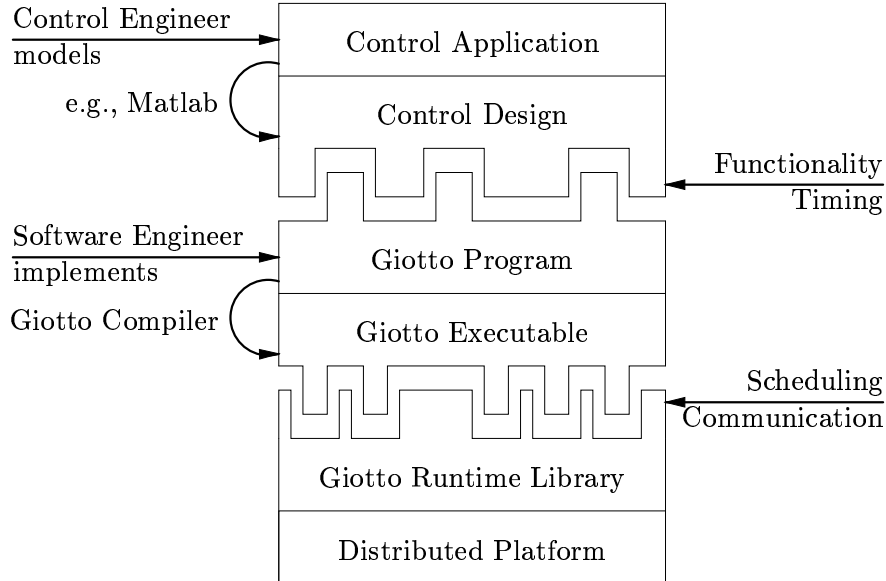 Control Engineer
models
Control Application
e.g., Matlab
Control Design
Functionality
Timing
Software Engineer
implements
Giotto Program
Giotto Compiler
Giotto Executable
Scheduling
Communication
Giotto Runtime Library
Distributed Platform